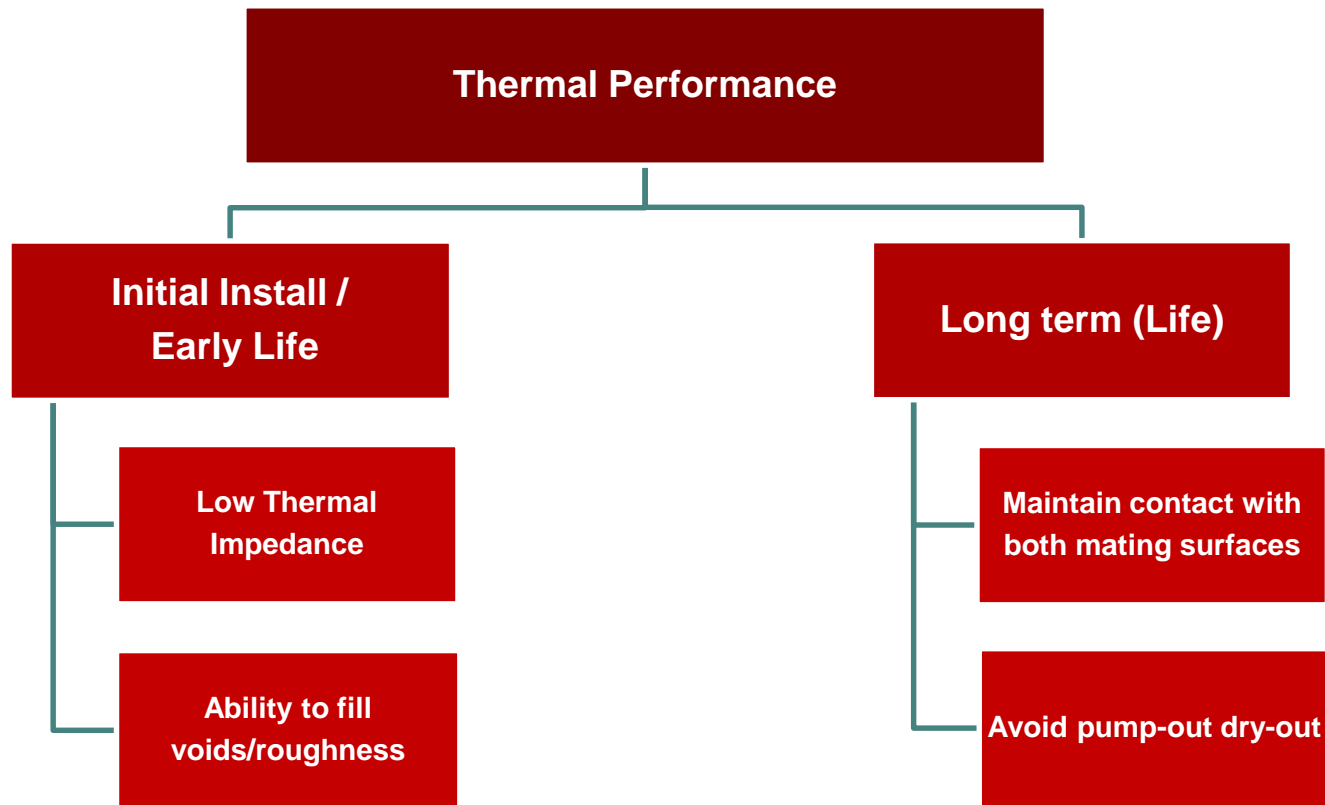 Thermal Performance
Initial Install /
Early Life
Low Thermal
Impedance
Ability to fill
voids/roughness
Long term (Life)
Maintain contact with
both mating surfaces
Avoid pump-out dry-out